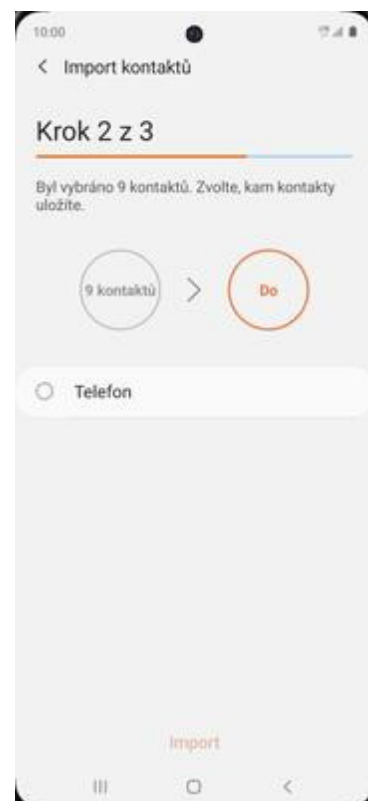 10:00
Import kontaktů
Krok 2 z 3
Byl vybráno 9 kontaktů. Zvolte, kam kontakty
uložíte.
9 kontaktů
Do
Telefon
Import